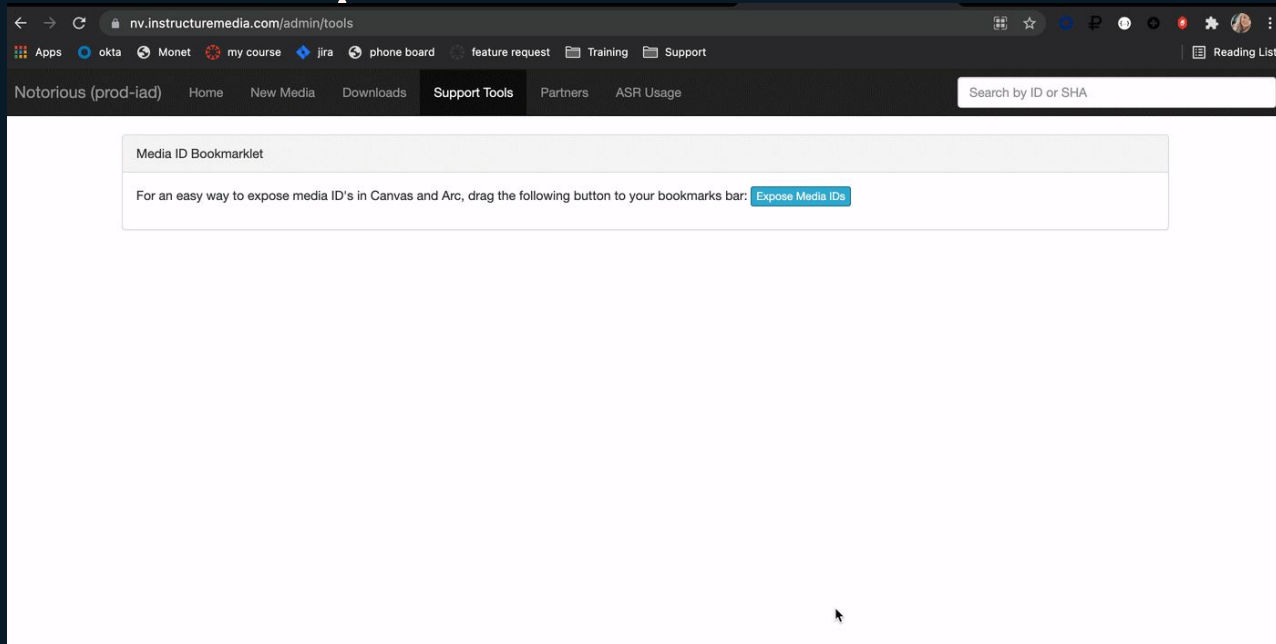 nv.instructuremedia.com/admin/tools
Apps okta Monet my course jira phone board feature request Training Support Reading List
Notorious (prod-iad) Home New Media Downloads Support Tools Partners ASR Usage Search by ID or SHA
Media ID Bookmarklet
For an easy way to expose media ID's in Canvas and Arc, drag the following button to your bookmarks bar: Expose Media IDs